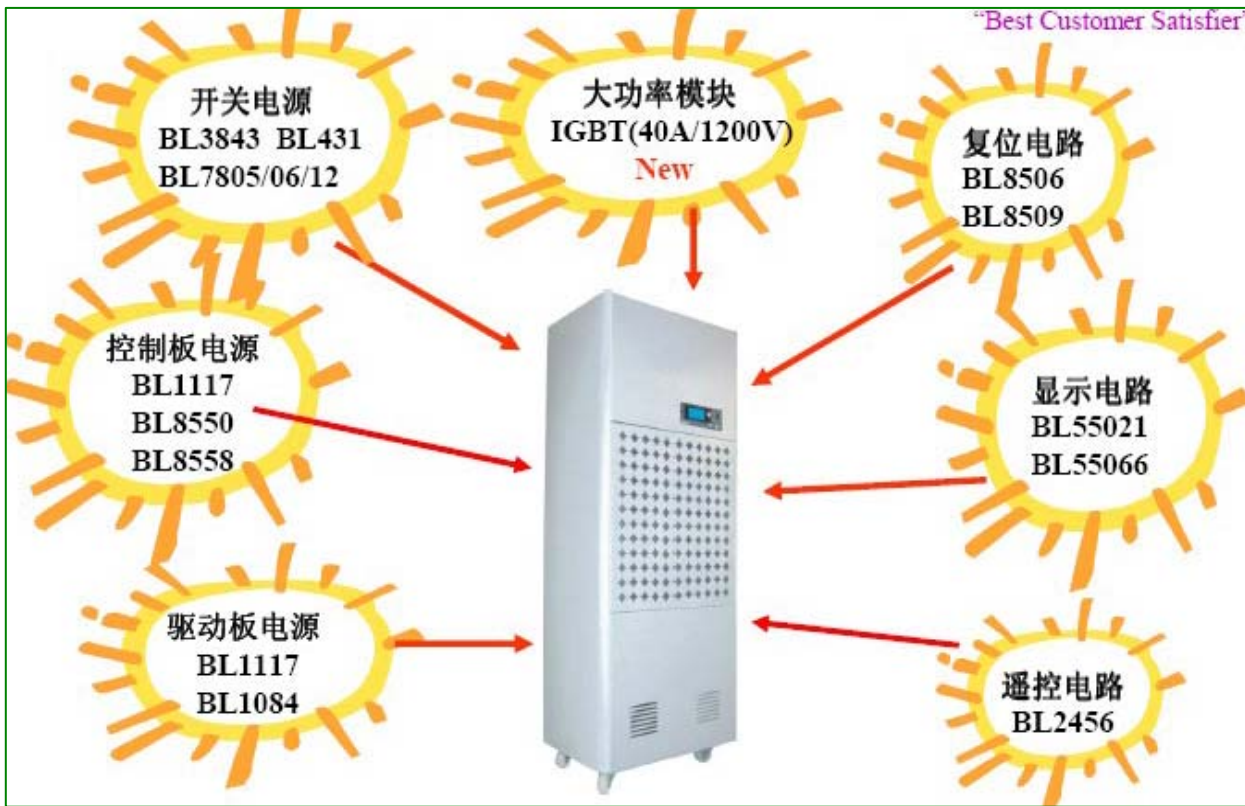 “Best Customer Satisfier”
开关电源
BL3843 BL431
BL7805/06/12
大功率模块
IGBT(40A/1200V)
New
复位电路
BL8506
BL8509
控制板电源
BL1117
BL8550
BL8558
显示电路
BL55021
BL55066
驱动板电源
BL1117
BL1084
遥控电路
BL2456